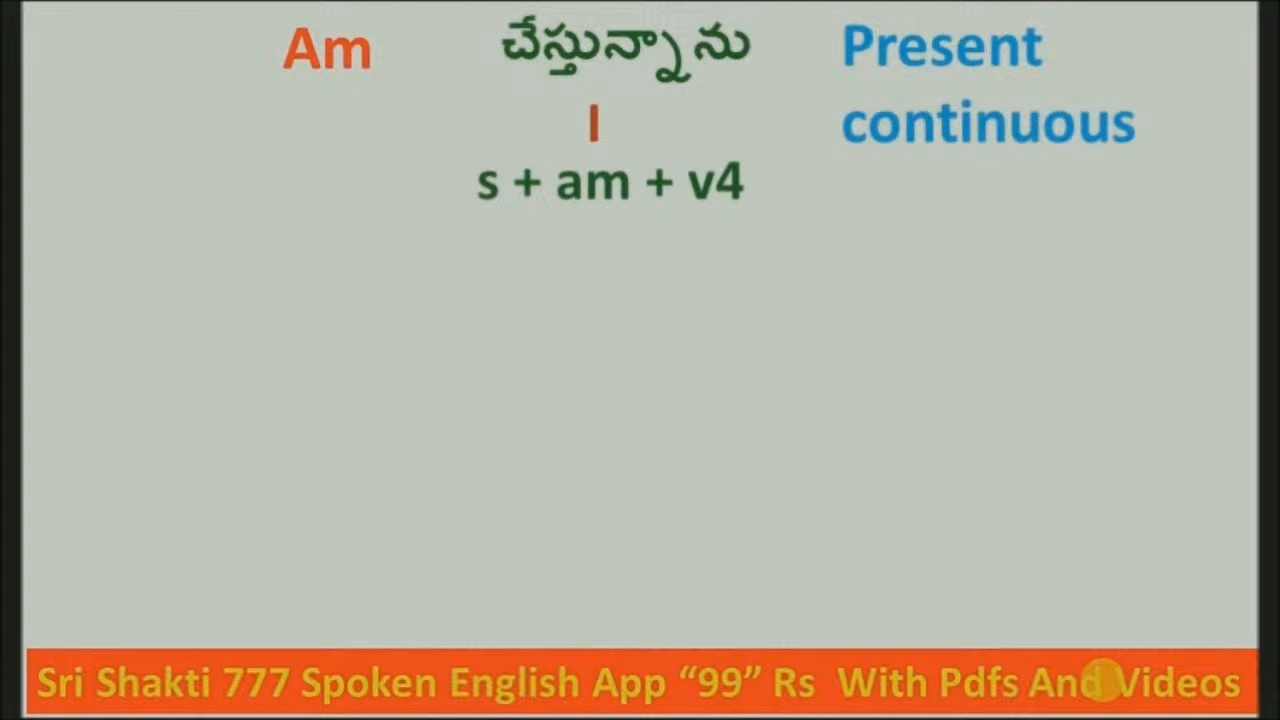 Am చేస్తున్నాను Present
I continuous
s + am + v4
Sri Shakti 777 Spoken English App “99” Rs With Pdfs And Videos